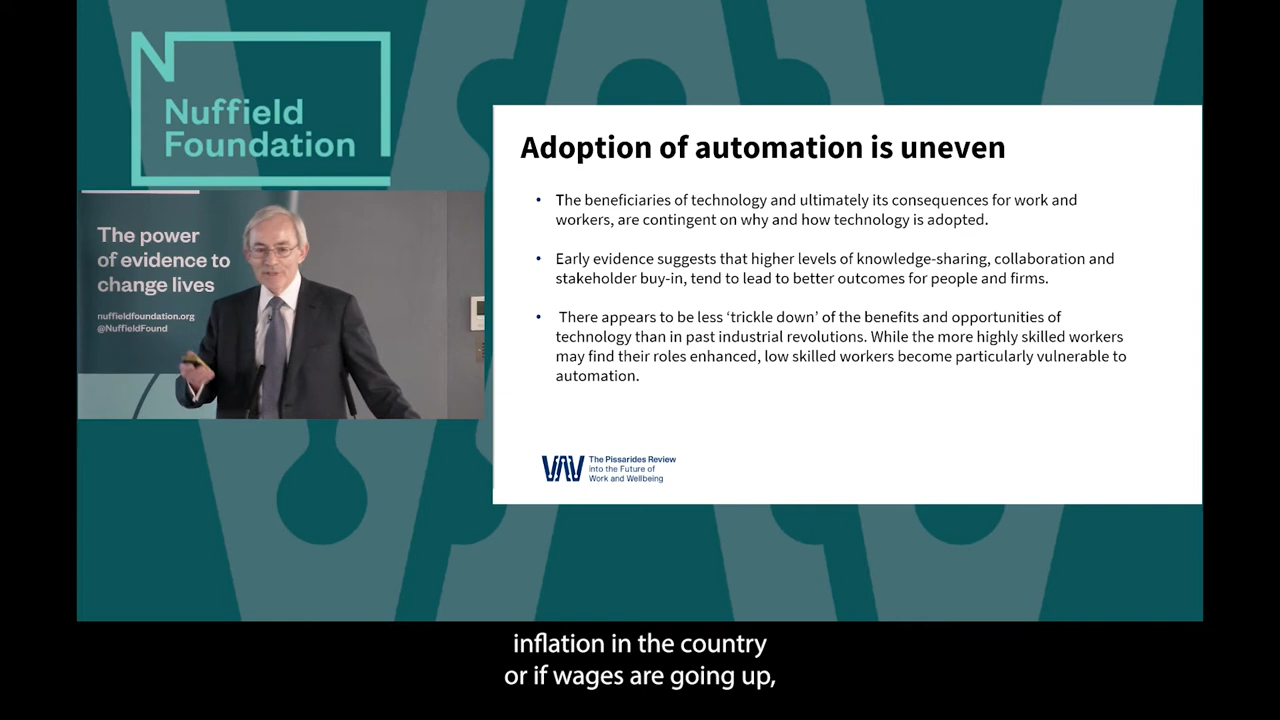 Nuffield
Foundation
The power
of evidence to
change lives
nuffieldfoundation.org
@NuffieldFound
Adoption of automation is uneven
• The beneficiaries of technology and ultimately its consequences for work and
workers, are contingent on why and how technology is adopted.
• Early evidence suggests that higher levels of knowledge-sharing, collaboration and
stakeholder buy-in, tend to lead to better outcomes for people and firms.
• There appears to be less ‘trickle down’ of the benefits and opportunities of
technology than in past industrial revolutions. While the more highly skilled workers
may find their roles enhanced, low skilled workers become particularly vulnerable to
automation.
The Pissarides Review
into the Future of
Work and Wellbeing
inflation in the country
or if wages are going up,